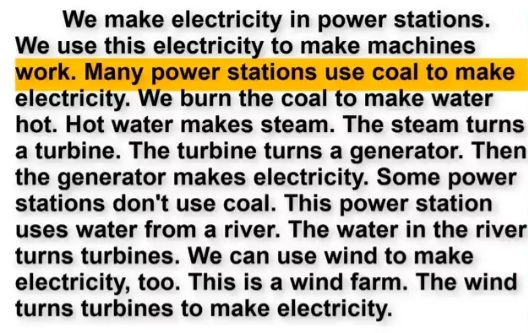 We make electricity in power stations.
We use this electricity to make machines
work. Many power stations use coal to make
electricity. We burn the coal to make water
hot. Hot water makes steam. The steam turns
a turbine. The turbine turns a generator. Then
the generator makes electricity. Some power
stations don't use coal. This power station
uses water from a river. The water in the river
turns turbines. We can use wind to make
electricity, too. This is a wind farm. The wind
turns turbines to make electricity.